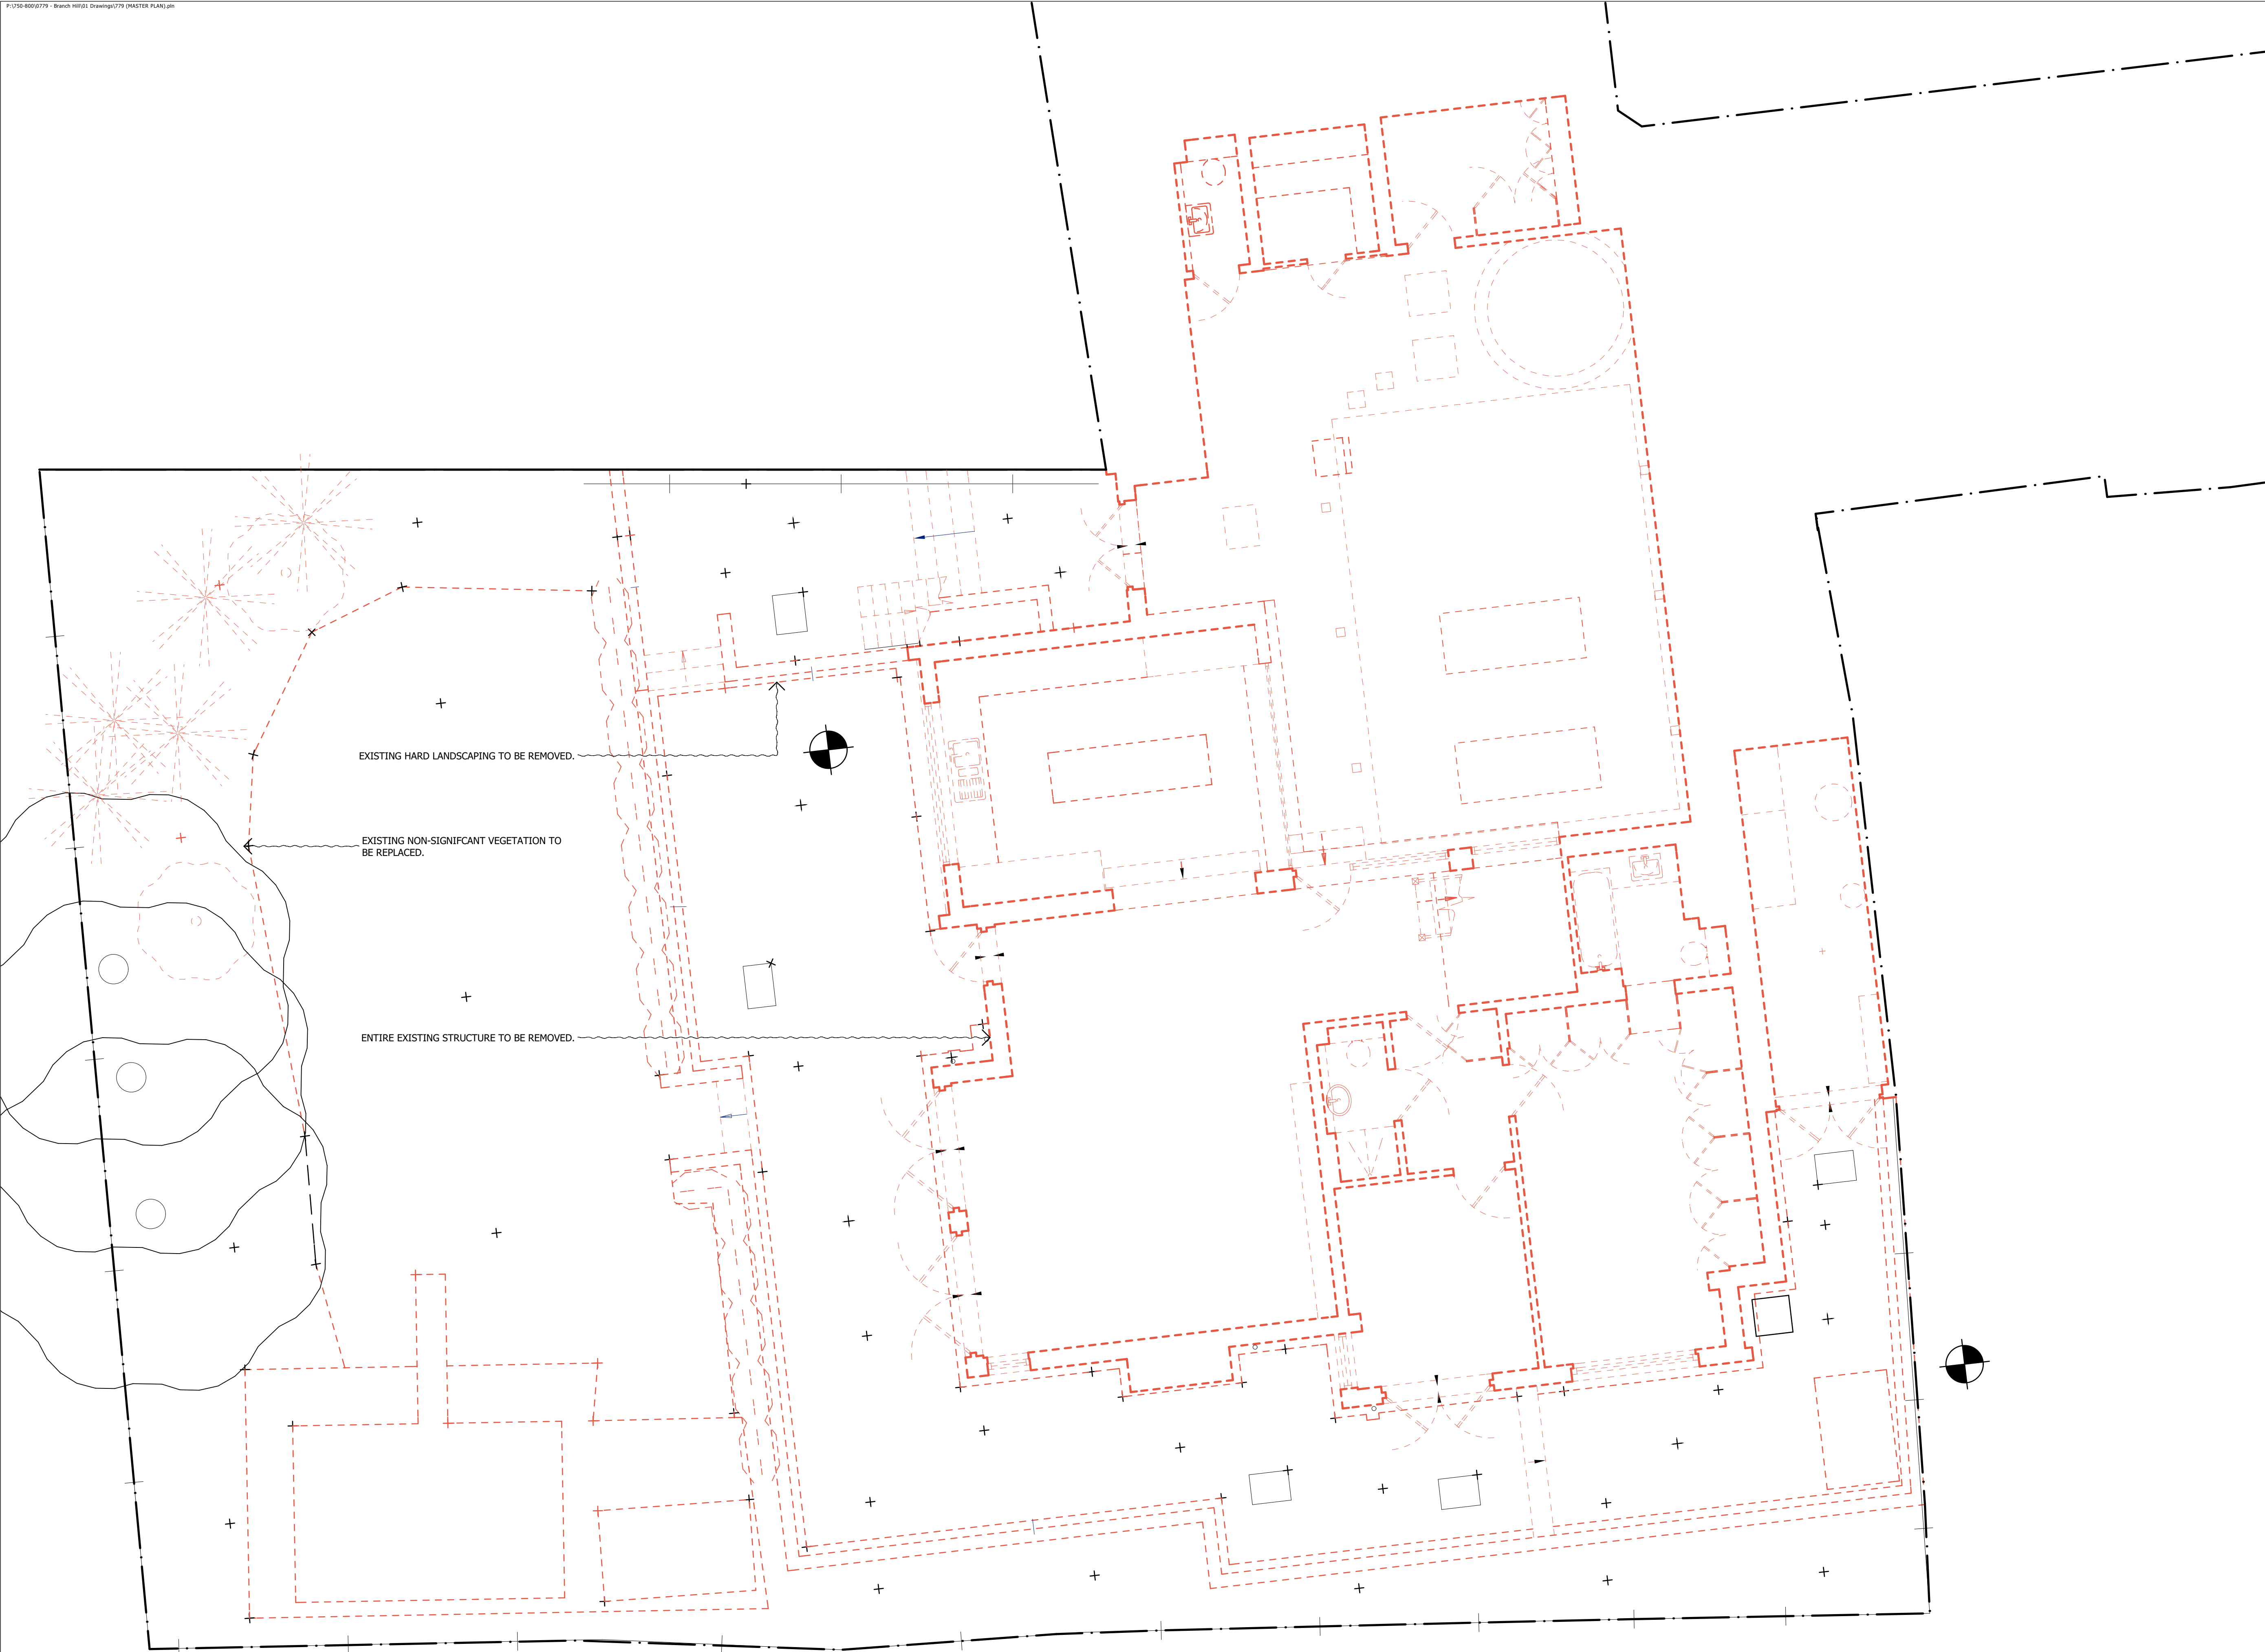 P:\750-800\0779 - Branch Hill\01 Drawings\779 (MASTER PLAN).pln
EXISTING HARD LANDSCAPING TO BE REMOVED.
EXISTING NON-SIGNIFCANT VEGETATION TO
BE REPLACED.
ENTIRE EXISTING STRUCTURE TO BE REMOVED.